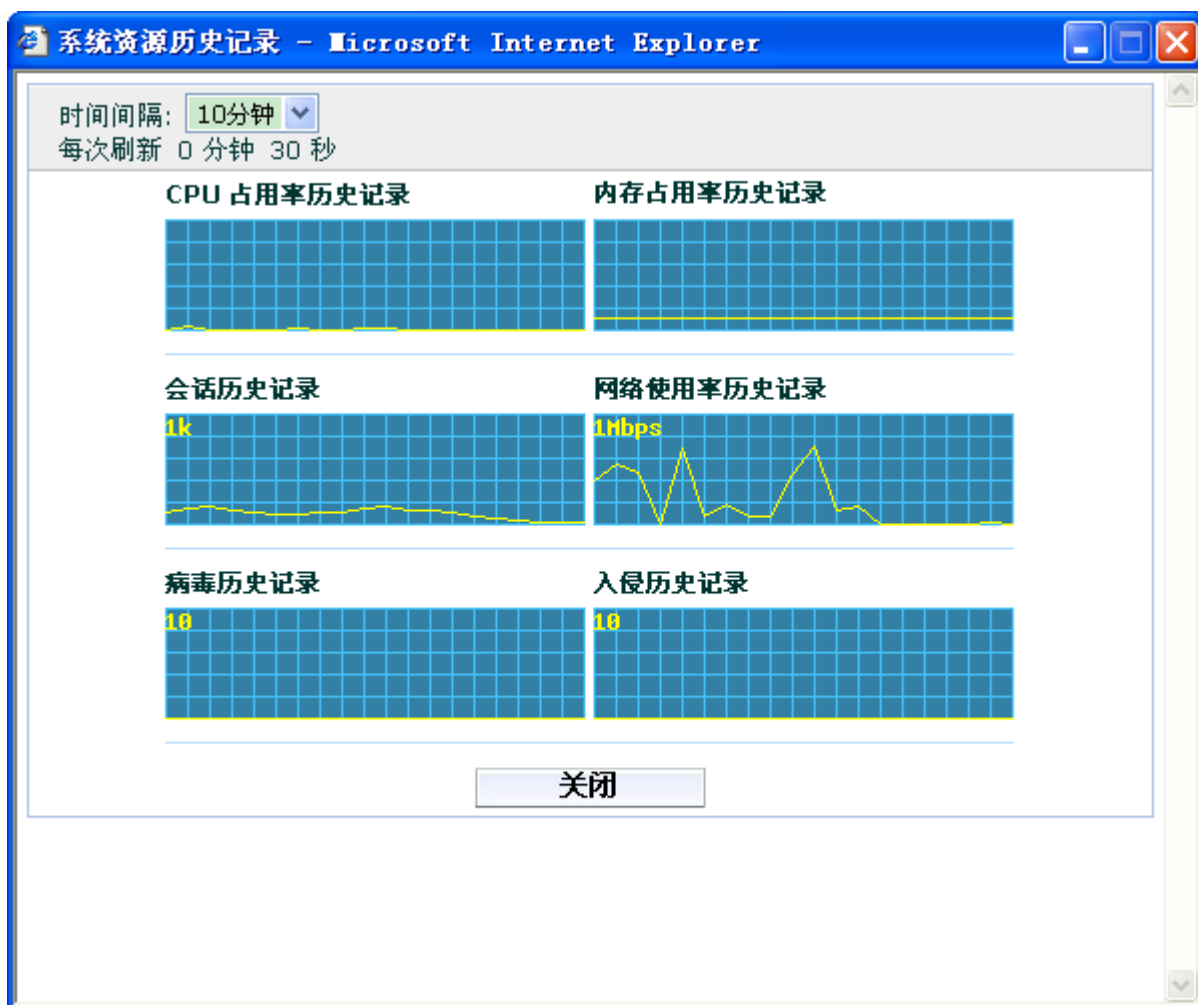 系统资源历史记录 - Microsoft Internet Explorer
时间间隔: 10分钟
每次刷新 0 分钟 30 秒
CPU 占用率历史记录
内存占用率历史记录
会话历史记录
网络使用率历史记录
1k
1Mbps
病毒历史记录
入侵历史记录
10
10
关闭